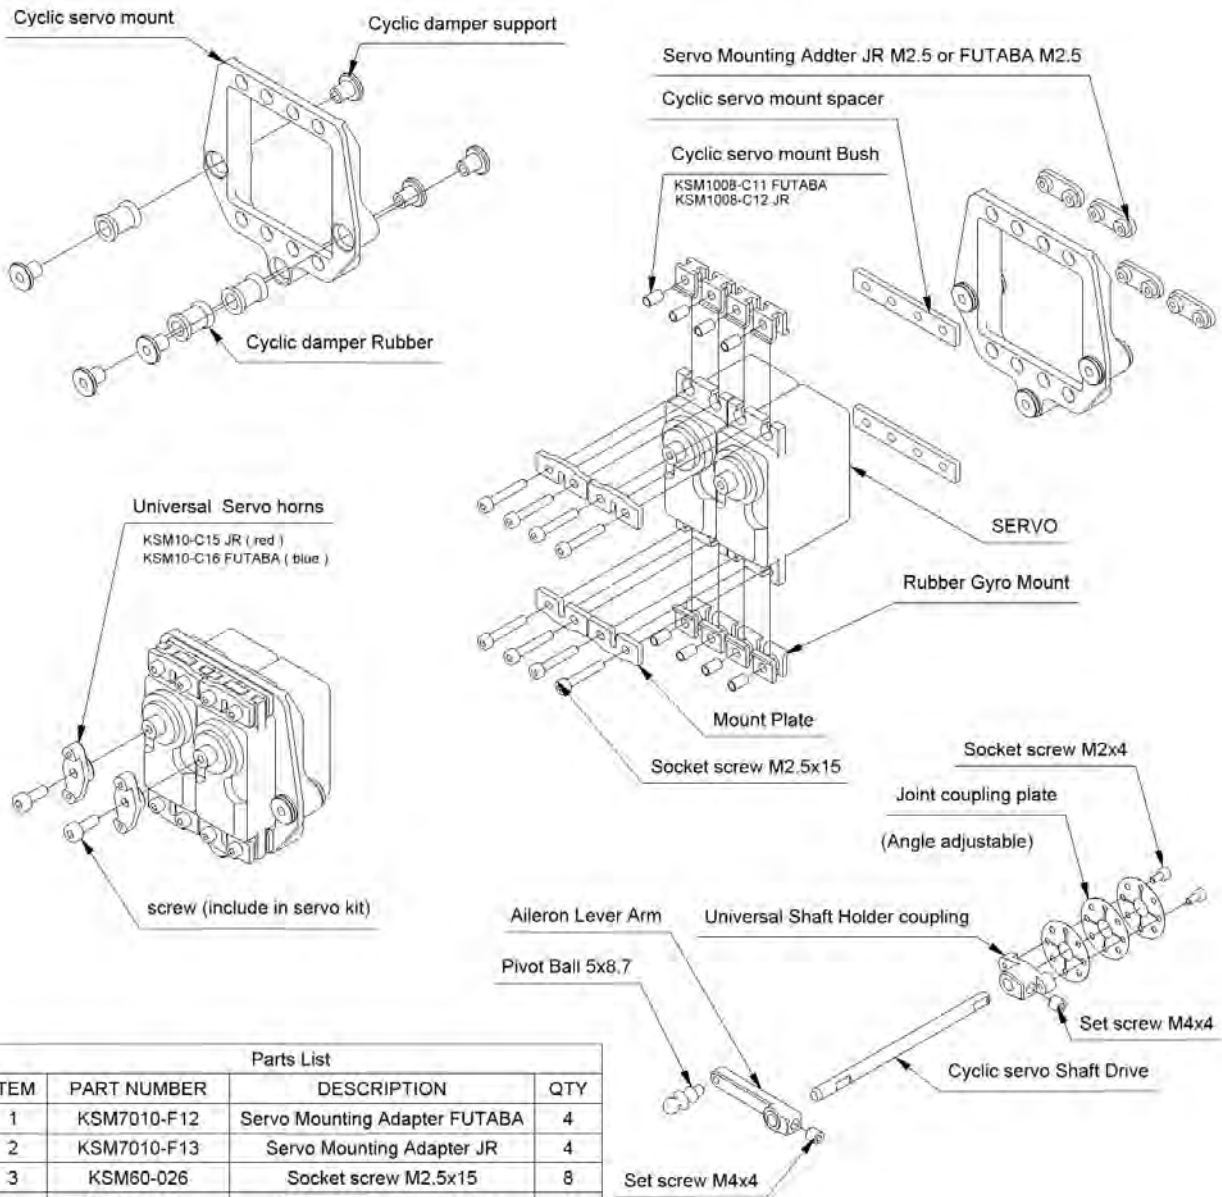 Cyclic servo mount
Cyclic damper support
Servo Mounting Addter JR M2.5 or FUTABA M2.5
Cyclic servo mount spacer
Cyclic servo mount Bush
KSM1008-C11 FUTABA
KSM1008-C12 JR
Cyclic damper Rubber
Universal Servo horns
KSM10-C15 JR ( red )
KSM10-C16 FUTABA ( blue )
SERVO
Rubber Gyro Mount
Mount Plate
Socket screw M2.5x15
Socket screw M2x4
Joint coupling plate
(Angle adjustable)
screw (include in servo kit)
Aileron Lever Arm
Universal Shaft Holder coupling
Pivot Ball 5x8.7
Set screw M4x4
Cyclic servo Shaft Drive
Set screw M4x4
Parts List
TEM PART NUMBER DESCRIPTION QTY
1 KSM7010-F12 Servo Mounting Adapter FUTABA 4
2 KSM7010-F13 Servo Mounting Adapter JR 4
3 KSM60-026 Socket screw M2.5x15 8